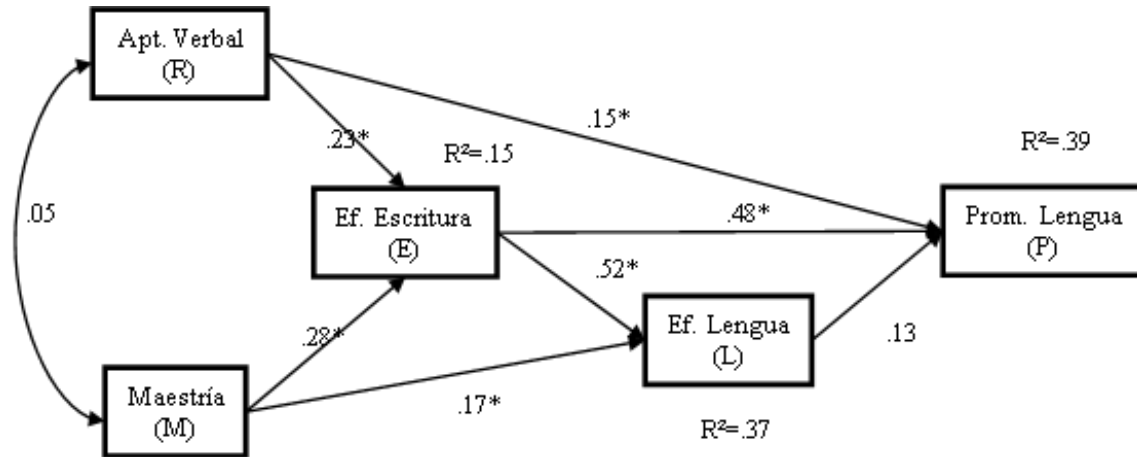 Apt. Verbal
(R)
.23*
.15*
R²=.15
R²=.39
.05
Ef. Escritura
(E)
.48*
Prom. Lengua
(P)
.52*
Ef. Lengua
(L)
.13
.28*
.17*
Maestría
(M)
R²=.37